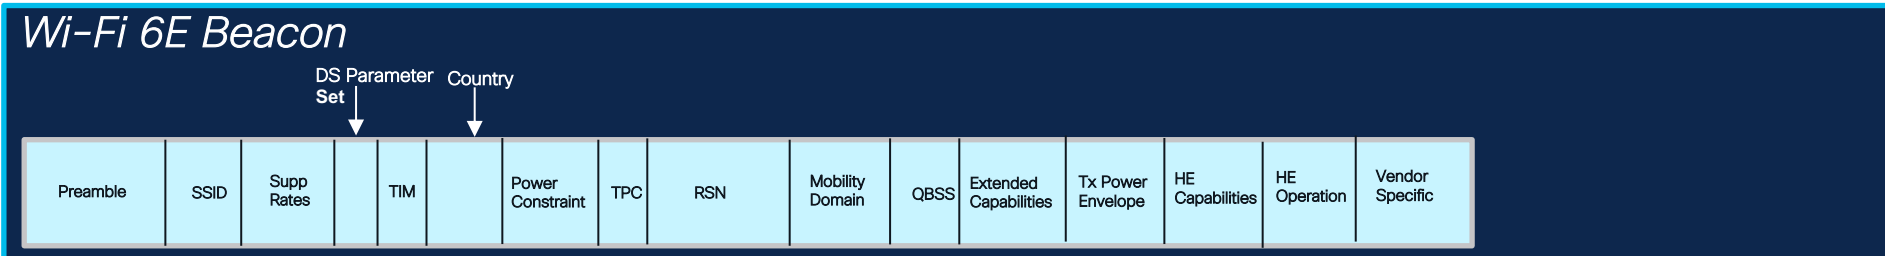 Wi-Fi 6E Beacon
DS Parameter
Set
Country
Preamble
SSID
Supp
Rates
TIM
Power
Constraint
TPC
RSN
Mobility
Domain
QBSS
Extended
Capabilities
Tx Power
Envelope
HE
Capabilities
HE
Operation
Vendor
Specific